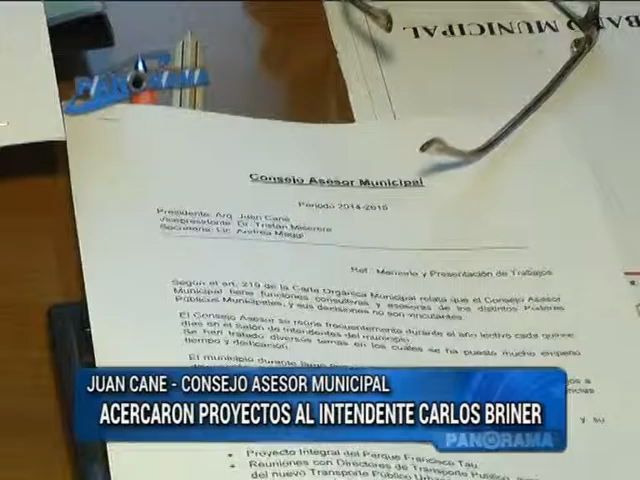 BAL MUNICIPAL
PANORAMA
Consejo Asesor Municipal
Periodo 2014-2015
Presidente: Arq. Juan Cane
Vicepresidente: Dr. Tristan
Secretaria: Lic. Andrea Maggi
Ref.: Memoria y Presentación de Trabajos
Según el art. 219 de la Carta Orgánica Municipal relata que el Consejo Asesor
Municipal tiene funciones consultivas y asesoras de los distintos Poderes
Públicos Municipales, y sus decisiones no son vinculantes.
El Consejo Asesor se reúne frecuentemente durante el año lectivo cada quince
días en el salón de intendentes del municipio.
Se han tratado diversos temas en los cuales se ha puesto mucho empeño
tiempo y dedicación.
El municipio durante
y su
JUAN CANE - CONSEJO ASESOR MUNICIPAL
ACERCARON PROYECTOS AL INTENDENTE CARLOS BRINER
PANORAMA
• Proyecto Integral del Parque Francisco Tau
• Reuniones con Directores de Transporte Público
del nuevo Transporte Público